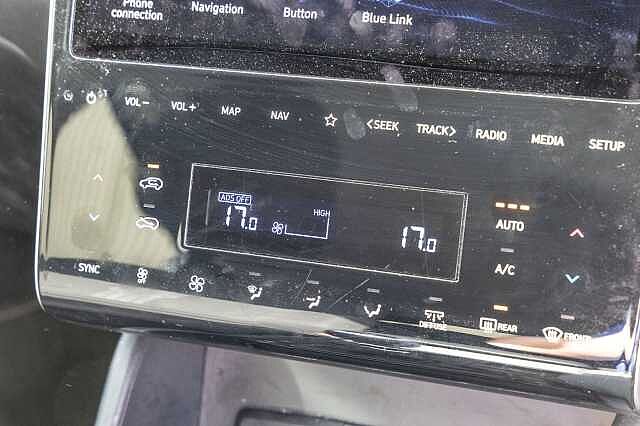 Phone connection
Navigation
Button
Blue Link
VOL−
VOL+
MAP
NAV
<SEEK
TRACK>
RADIO
MEDIA
SETUP
ADS OFF
17.0
HIGH
17.0
AUTO
A/C
SYNC
OFF
DIFFUSE
REAR
FRONT